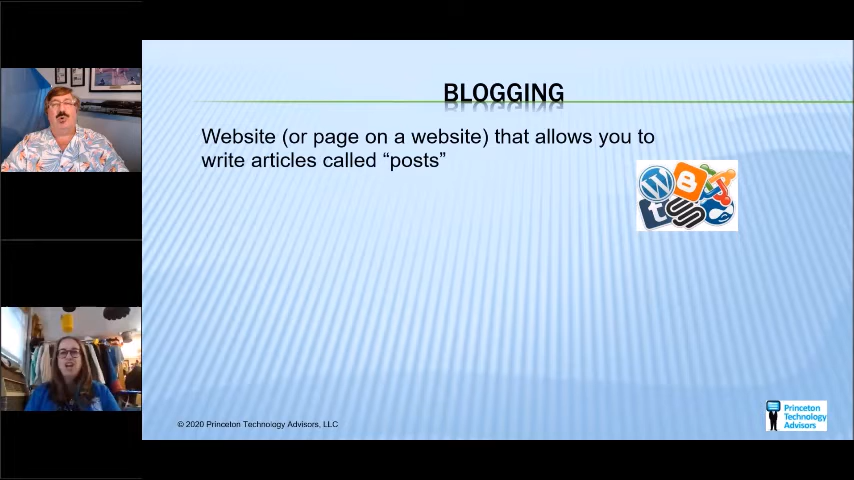 BLOGGING
Website (or page on a website) that allows you to
write articles called “posts”
© 2020 Princeton Technology Advisors, LLC
Princeton
Technology
Advisors